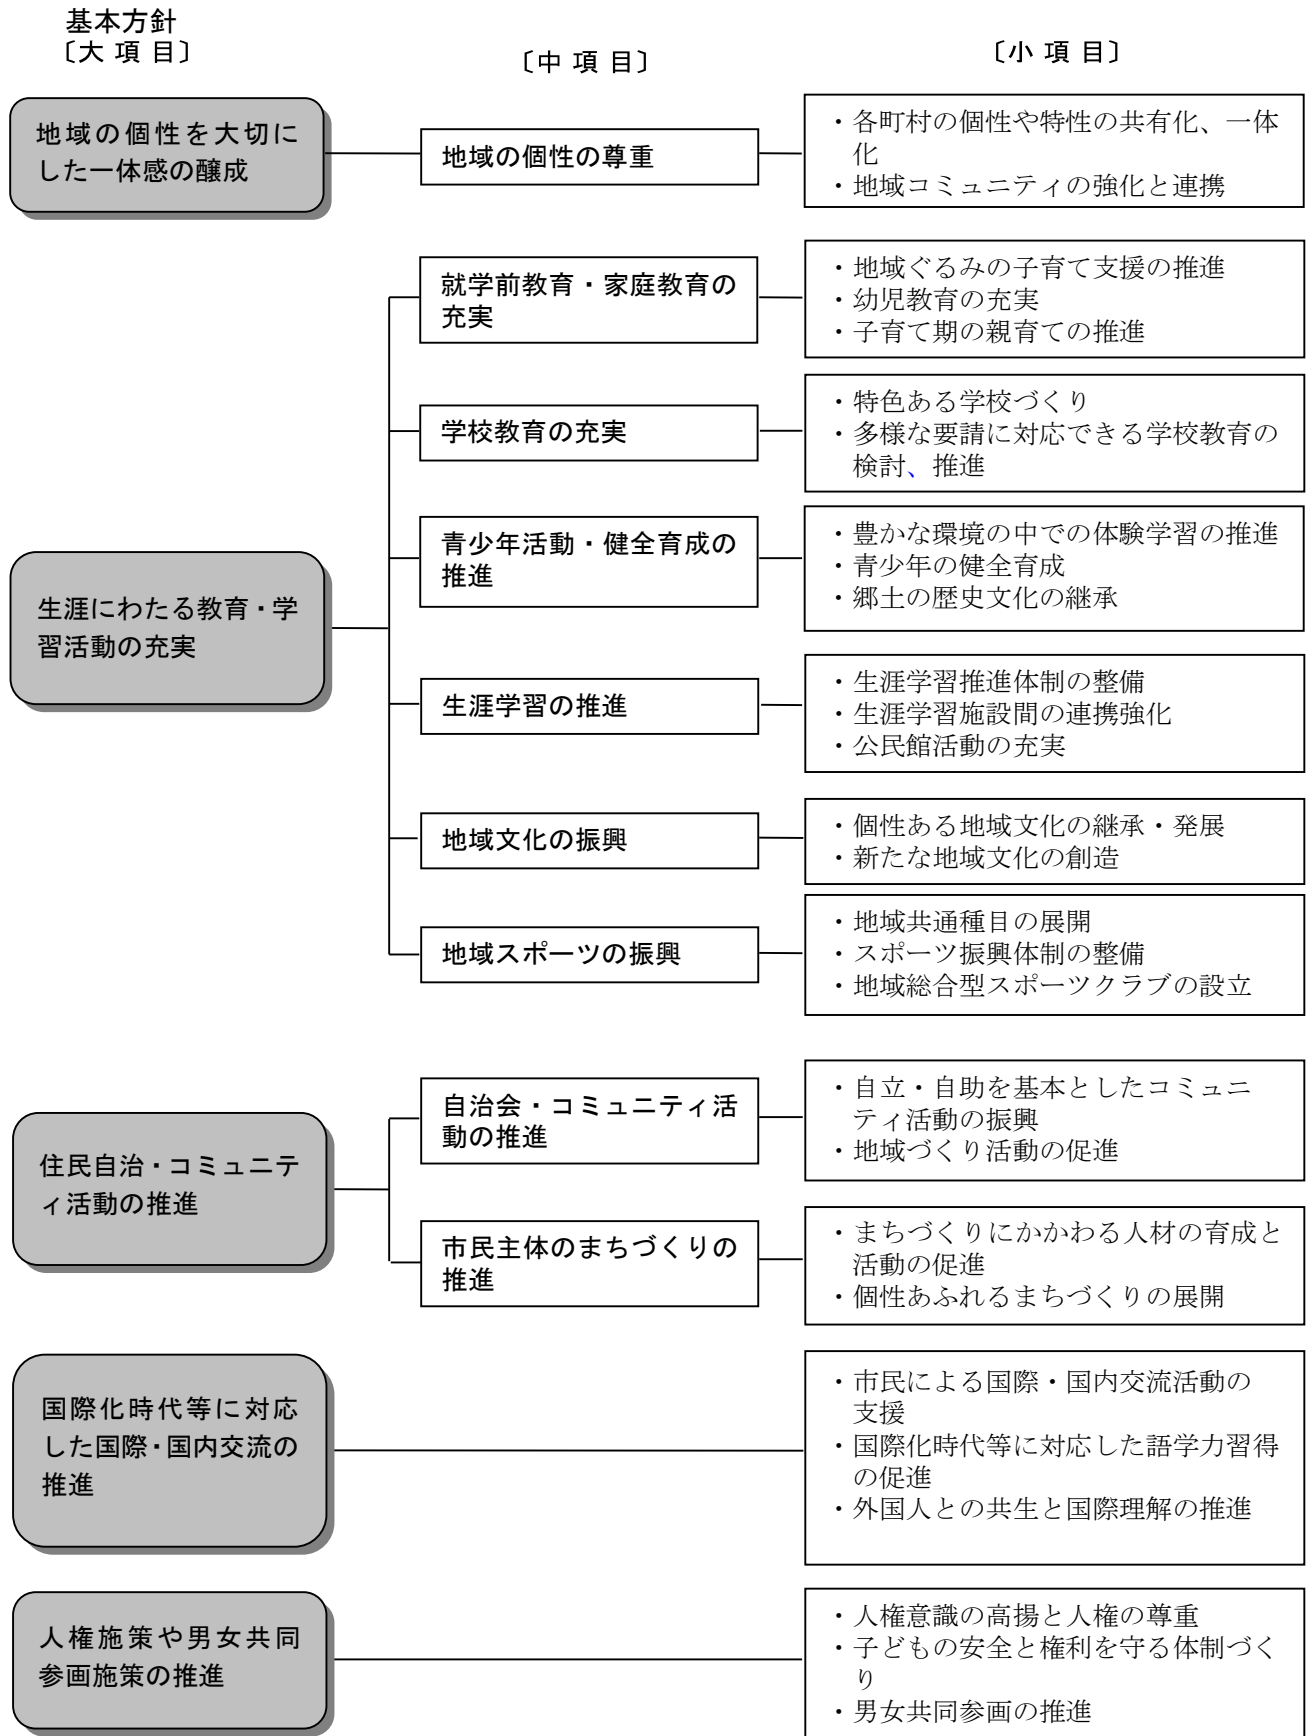 基本方針
〔大 項 目〕
〔中 項 目〕
〔小 項 目〕
地域の個性を大切に
した一体感の醸成
地域の個性の尊重
・各町村の個性や特性の共有化、一体
化
・地域コミュニティの強化と連携
生涯にわたる教育・学
習活動の充実
就学前教育・家庭教育の
充実
・地域ぐるみの子育て支援の推進
・幼児教育の充実
・子育て期の親育ての推進
学校教育の充実
・特色ある学校づくり
・多様な要請に対応できる学校教育の
検討、推進
青少年活動・健全育成の
推進
・豊かな環境の中での体験学習の推進
・青少年の健全育成
・郷土の歴史文化の継承
生涯学習の推進
・生涯学習推進体制の整備
・生涯学習施設間の連携強化
・公民館活動の充実
地域文化の振興
・個性ある地域文化の継承・発展
・新たな地域文化の創造
地域スポーツの振興
・地域共通種目の展開
・スポーツ振興体制の整備
・地域総合型スポーツクラブの設立
住民自治・コミュニテ
ィ活動の推進
自治会・コミュニティ活
動の推進
・自立・自助を基本としたコミュニ
ティ活動の振興
・地域づくり活動の促進
市民主体のまちづくりの
推進
・まちづくりにかかわる人材の育成と
活動の促進
・個性あふれるまちづくりの展開
国際化時代等に対応
した国際・国内交流の
推進
・市民による国際・国内交流活動の
支援
・国際化時代等に対応した語学力習得
の促進
・外国人との共生と国際理解の推進
人権施策や男女共同
参画施策の推進
・人権意識の高揚と人権の尊重
・子どもの安全と権利を守る体制づく
り
・男女共同参画の推進